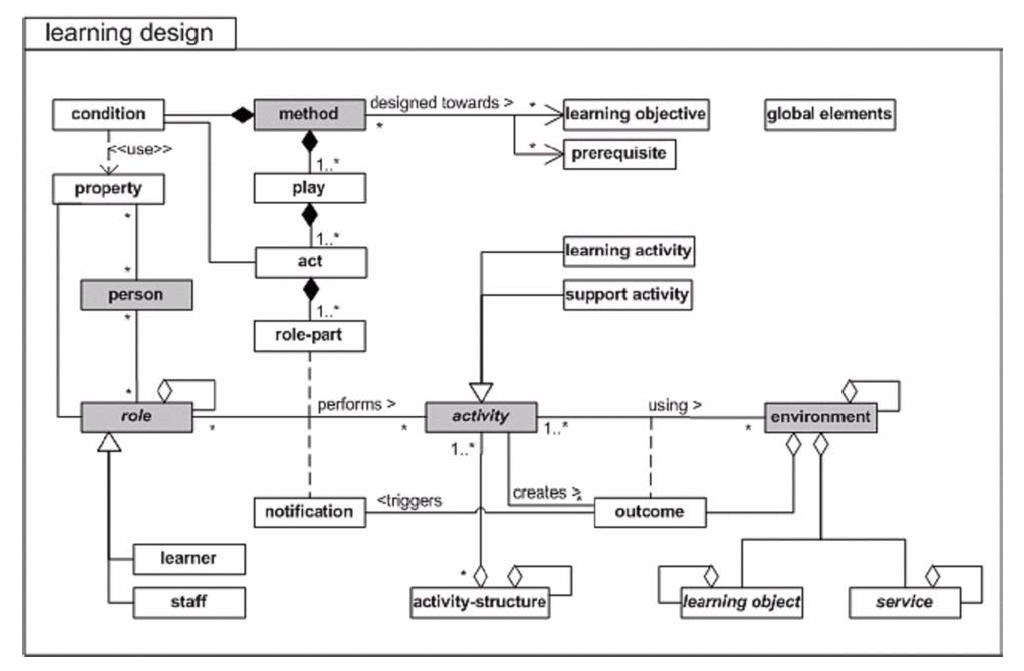 learning design
condition
method
designed towards >
*
*
learning objective
global elements
<<use>>
*
prerequisite
1..*
property
play
*
1..*
act
learning activity
*
person
support activity
*
1..*
role-part
*
role
performs >
activity
using >
environment
*
*
1..*
*
1..*
notification
<triggers
creates >
*
outcome
learner
*
staff
activity-structure
learning object
service